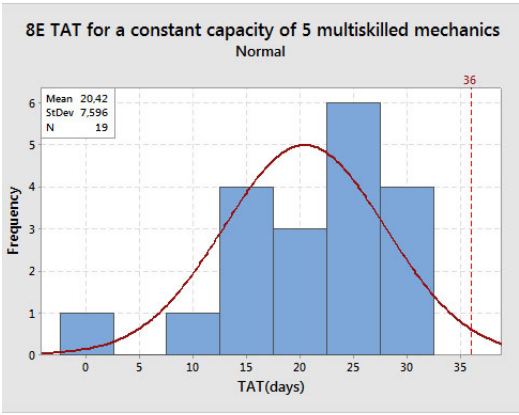 8E TAT for a constant capacity of 5 multiskilled mechanics
Normal
36
Mean 20,42
StDev 7,596
N 19
6
5
4
3
2
1
0
Frequency
0 5 10 15 20 25 30 35
TAT(days)